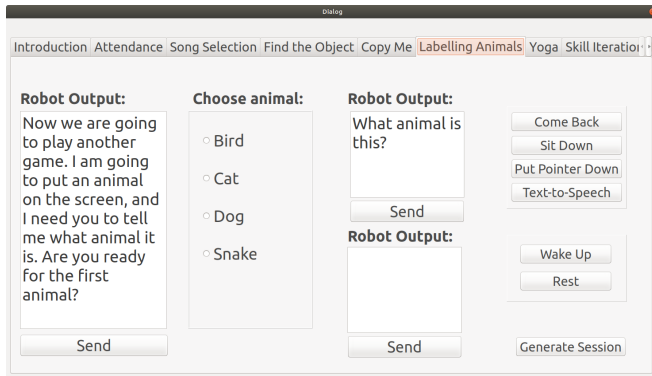 Dialog
Introduction Attendance Song Selection Find the Object Copy Me Labelling Animals Yoga Skill Iteration
Robot Output:
Now we are going
to play another
game. I am going
to put an animal
on the screen, and
I need you to tell
me what animal it
is. Are you ready
for the first
animal?
Send
Choose animal:
Bird
Cat
Dog
Snake
Robot Output:
What animal is
this?
Send
Robot Output:
Send
Come Back
Sit Down
Put Pointer Down
Text-to-Speech
Wake Up
Rest
Generate Session